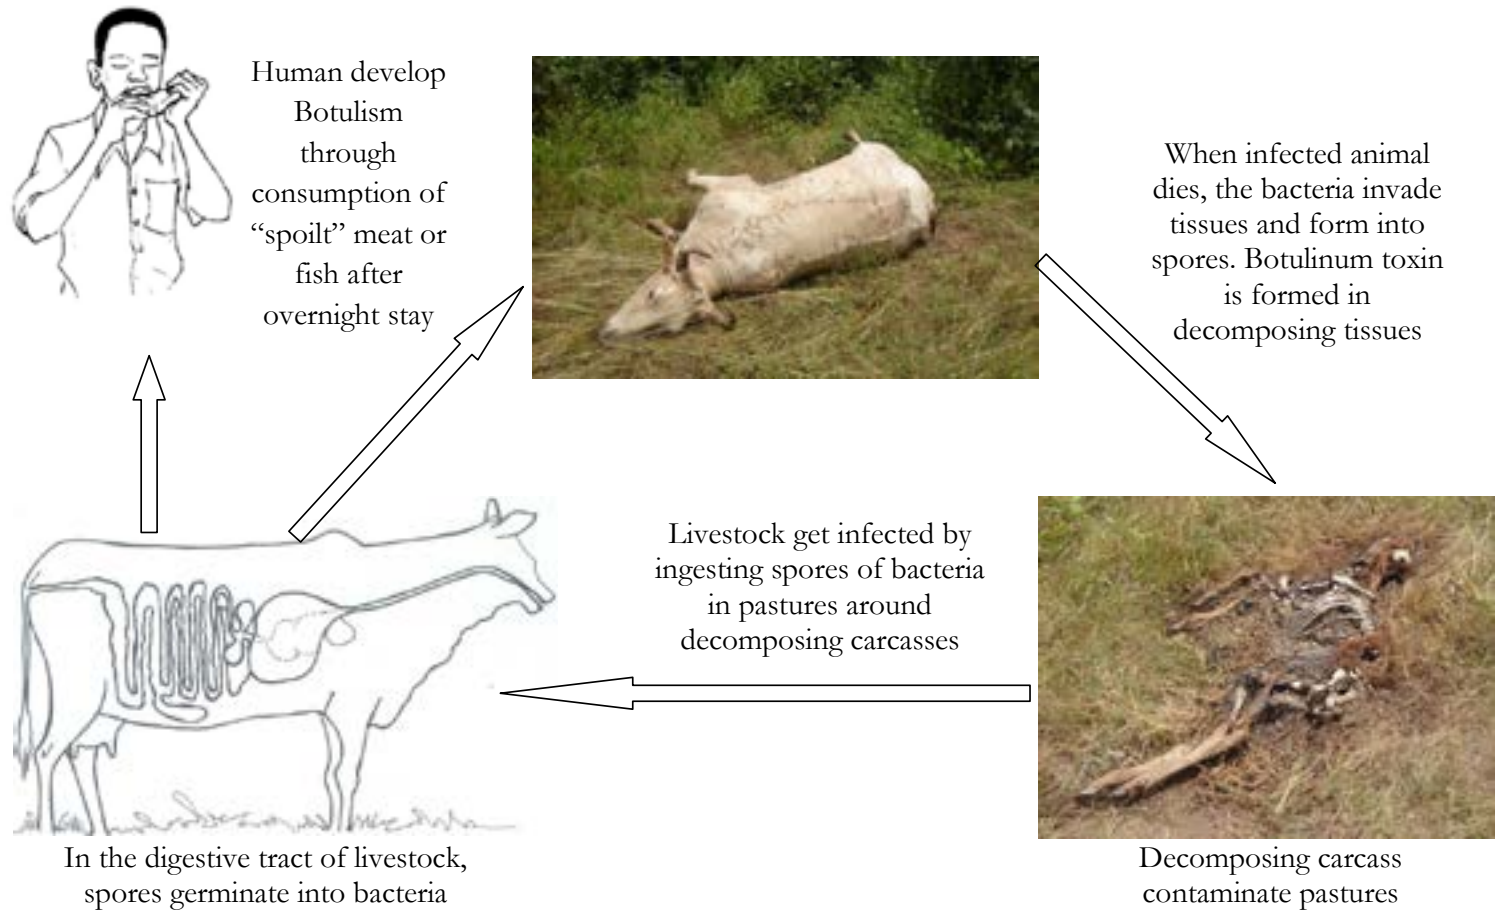 Human develop
Botulism
through
consumption of
“spoilt” meat or
fish after
overnight stay
When infected animal
dies, the bacteria invade
tissues and form into
spores. Botulinum toxin
is formed in
decomposing tissues
Livestock get infected by
ingesting spores of bacteria
in pastures around
decomposing carcasses
In the digestive tract of livestock,
spores germinate into bacteria
Decomposing carcass
contaminate pastures